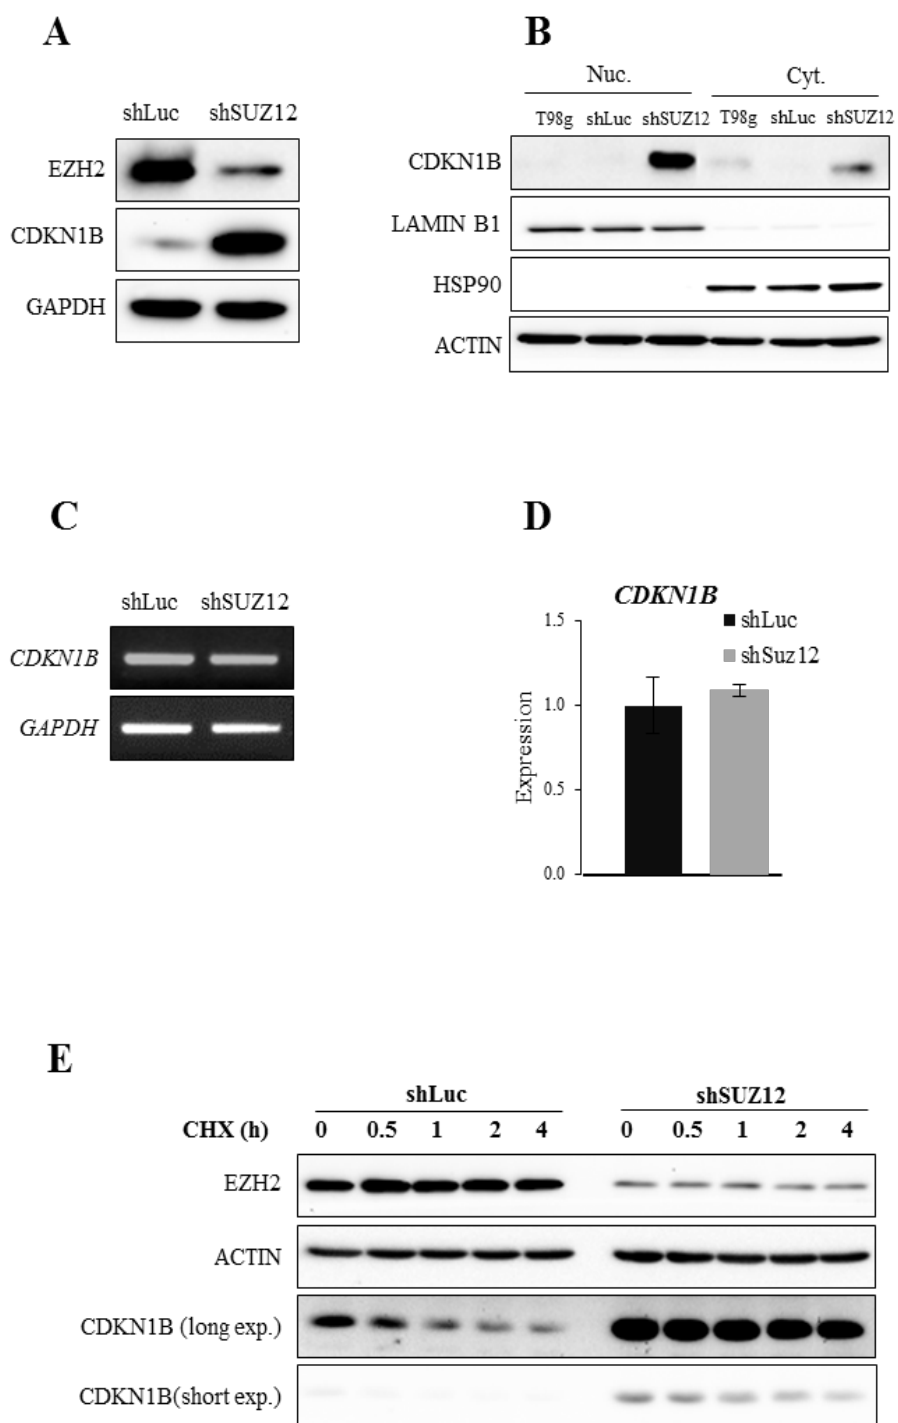 A
shLuc shSUZ12
EZH2
CDKN1B
GAPDH
B
Nuc. Cyt.
T98g shLuc shSUZ12 T98g shLuc shSUZ12
CDKN1B
LAMIN B1
HSP90
ACTIN
C
shLuc shSUZ12
CDKN1B
GAPDH
D
CDKN1B
shLuc
shSuz12
Expression
1.5
1.0
0.5
0.0
E
shLuc shSUZ12
CHX (h) 0 0.5 1 2 4 0 0.5 1 2 4
EZH2
ACTIN
CDKN1B (long exp.)
CDKN1B(short exp.)